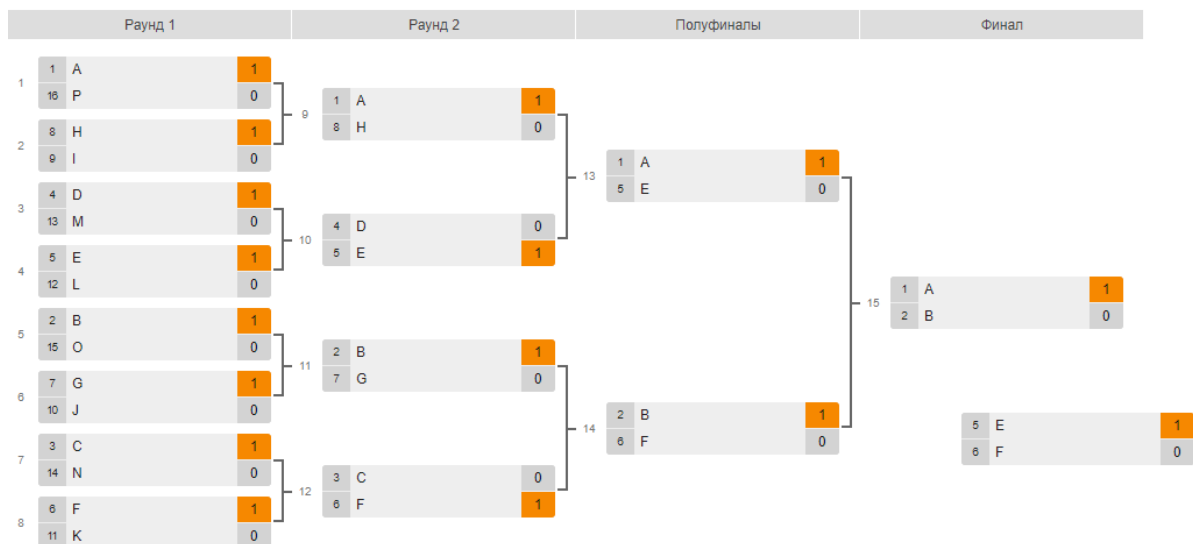 Раунд 1 Раунд 2 Полуфиналы Финал
1
1 A 1
16 P 0
2
8 H 1
9 I 0
3
4 D 1
13 M 0
4
5 E 1
12 L 0
5
2 B 1
15 O 0
6
7 G 1
10 J 0
7
3 C 1
14 N 0
8
6 F 1
11 K 0
9
1 A 1
8 H 0
10
4 D 0
5 E 1
11
2 B 1
7 G 0
12
3 C 0
6 F 1
13
1 A 1
5 E 0
14
2 B 1
6 F 0
15
1 A 1
2 B 0
5 E 1
6 F 0